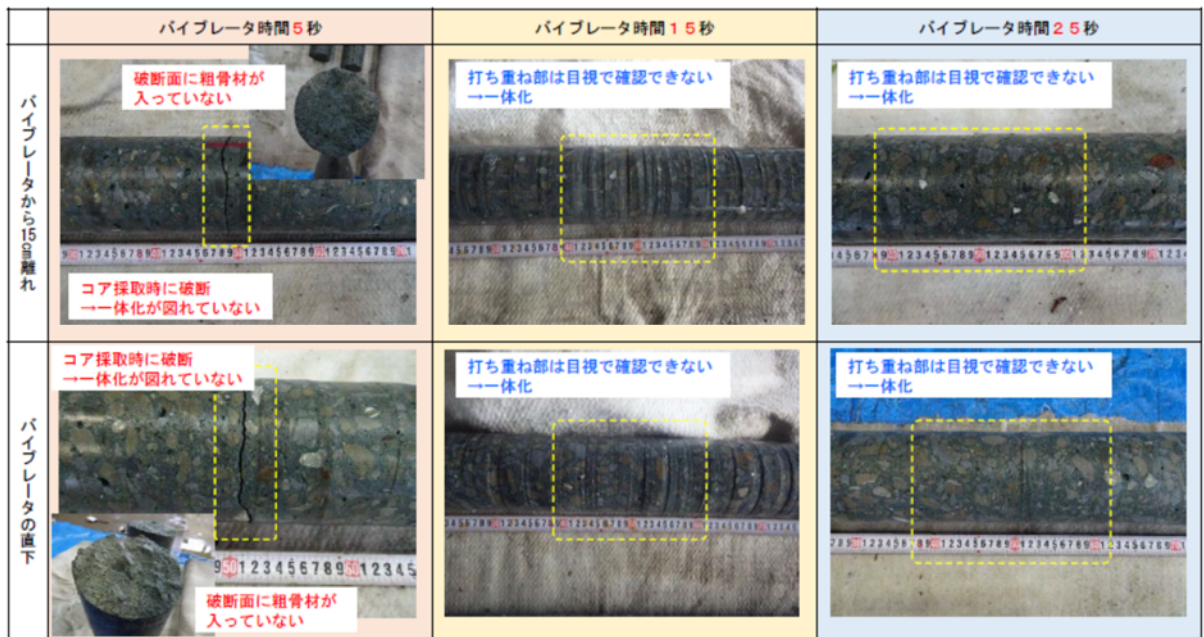 バイブレータ時間5秒
バイブレータ時間15秒
バイブレータ時間25秒
バイブレータから15㎝離れ
破断面に粗骨材が
入っていない
コア採取時に破断
→一体化が図れていない
打ち重ね部は目視で確認できない
→一体化
打ち重ね部は目視で確認できない
→一体化
バイブレータの直下
コア採取時に破断
→一体化が図れていない
破断面に粗骨材が
入っていない
打ち重ね部は目視で確認できない
→一体化
打ち重ね部は目視で確認できない
→一体化